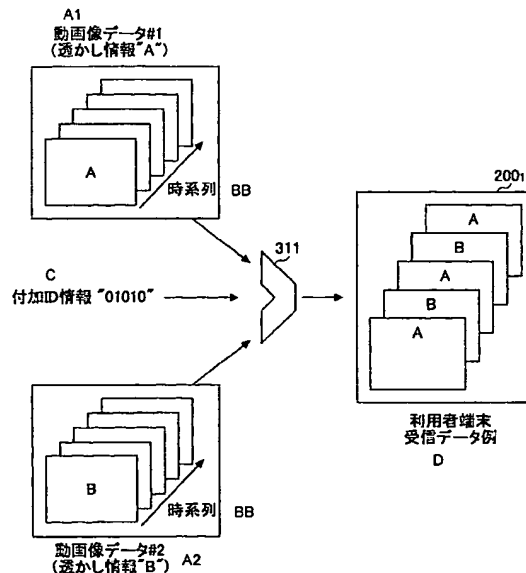 A1
動画像データ#1
(透かし情報"A")
A
時系列 BB
C
付加ID情報 "01010"
311
200₁
A
B
A
B
A
利用者端末
受信データ例
D
B
時系列 BB
動画像データ#2 A2
(透かし情報"B")